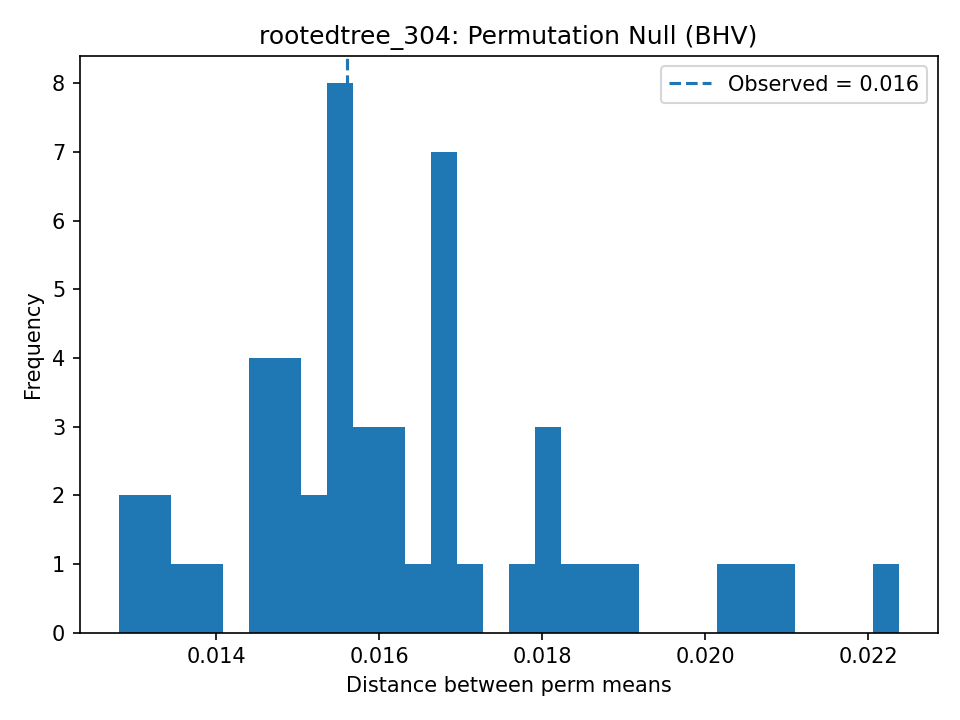 rootedtree_304: Permutation Null (BHV)
Observed = 0.016
8
7
6
5
4
3
2
1
0
Frequency
0.014 0.016 0.018 0.020 0.022
Distance between perm means